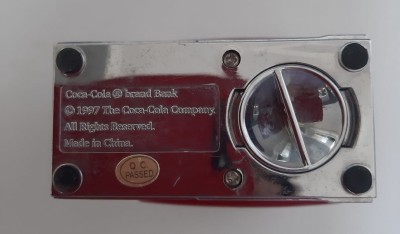 Coca-Cola ® brand Bank
© 1997 The Coca-Cola Company.
All Rights Reserved.
Made in China.
Q.C.
PASSED